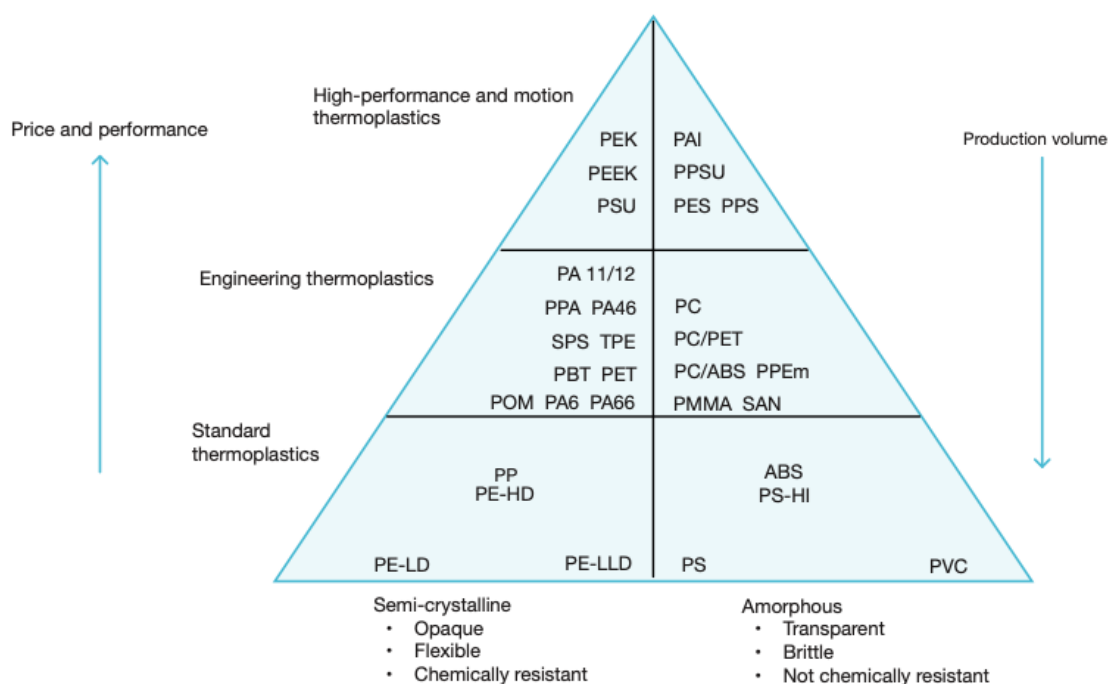 High-performance and motion
thermoplastics
Price and performance
Production volume
PEK PAI
PEEK PPSU
PSU PES PPS
Engineering thermoplastics
PA 11/12
PPA PA46 PC
SPS TPE PC/PET
PBT PET PC/ABS PPEm
POM PA6 PA66 PMMA SAN
Standard
thermoplastics
PP ABS
PE-HD PS-HI
PE-LD PE-LLD PS PVC
Semi-crystalline
• Opaque
• Flexible
• Chemically resistant
Amorphous
• Transparent
• Brittle
• Not chemically resistant